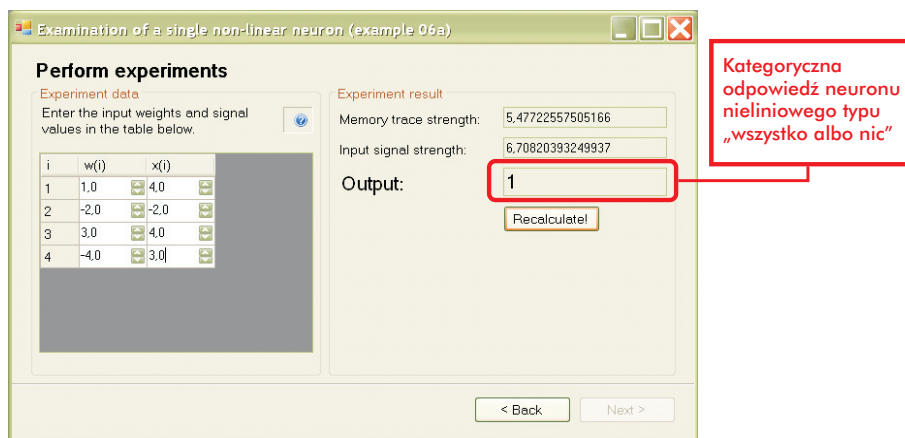 Examination of a single non-linear neuron (example 06a)
Perform experiments
Experiment data
Enter the input weights and signal
values in the table below.
i w(i) x(i)
1 1,0 4,0
2 -2,0 -2,0
3 3,0 4,0
4 -4,0 3,0
Experiment result
Memory trace strength: 5,47722557505166
Input signal strength: 6,70820393249937
Output: 1
Recalculate!
< Back Next >
Kategoryczna
odpowiedź neuronu
nieliniowego typu
„wszystko albo nic”